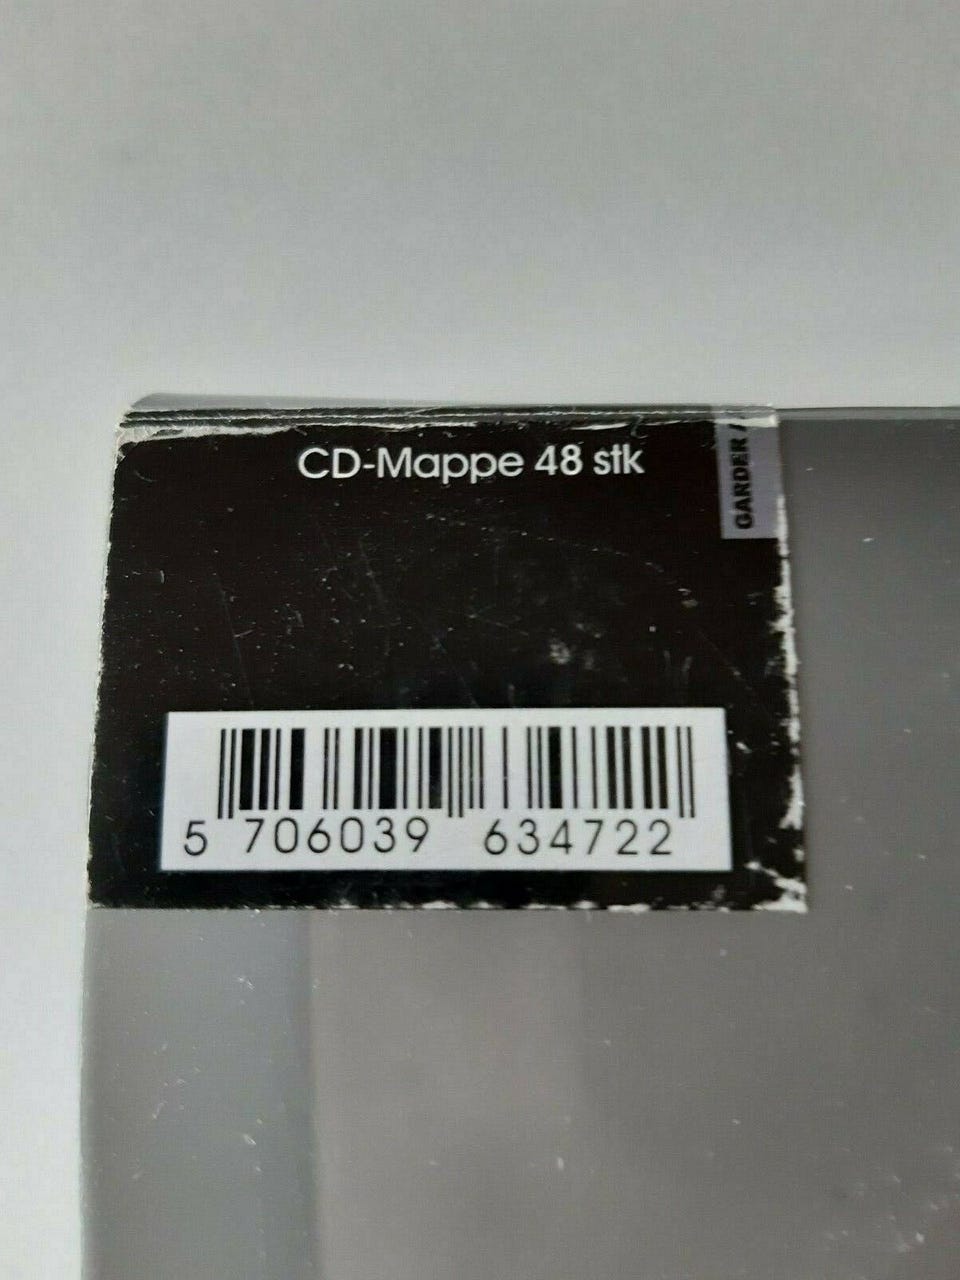 CD-Mappe 48 stk
GARDER /
5 706039 634722